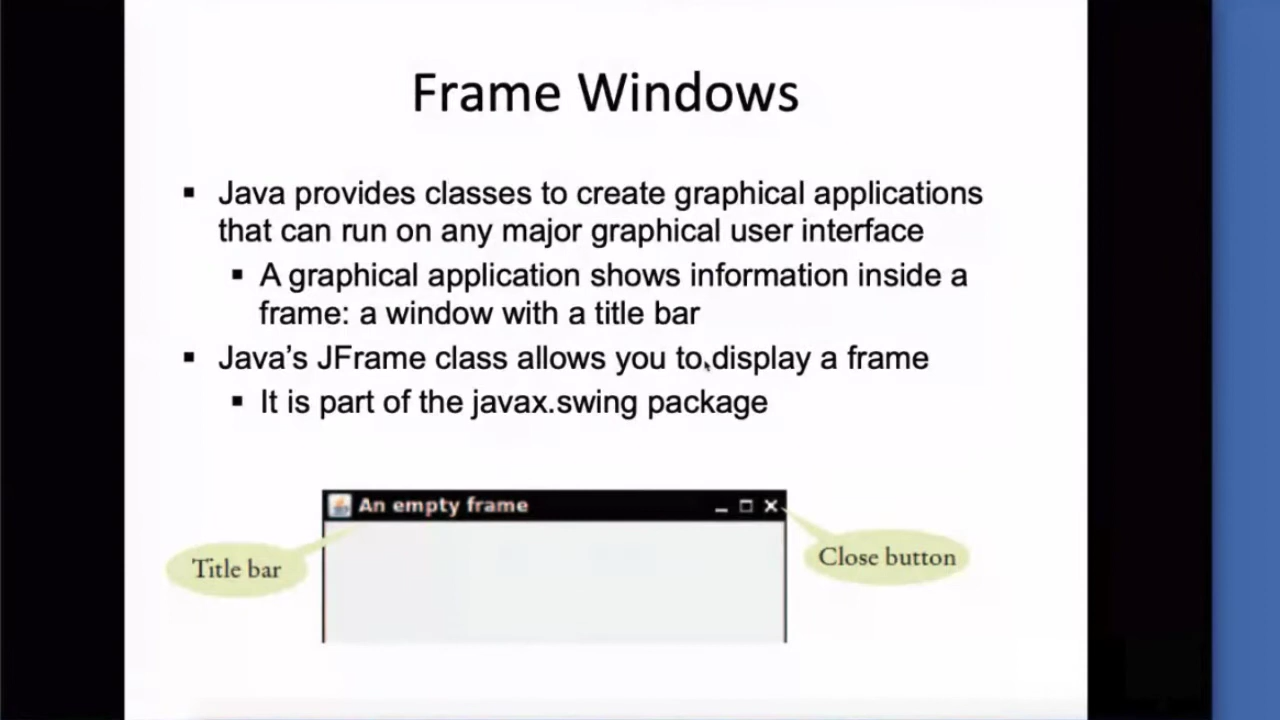 Frame Windows
▪ Java provides classes to create graphical applications
that can run on any major graphical user interface
▪ A graphical application shows information inside a
frame: a window with a title bar
▪ Java’s JFrame class allows you to display a frame
▪ It is part of the javax.swing package
An empty frame
Title bar
Close button